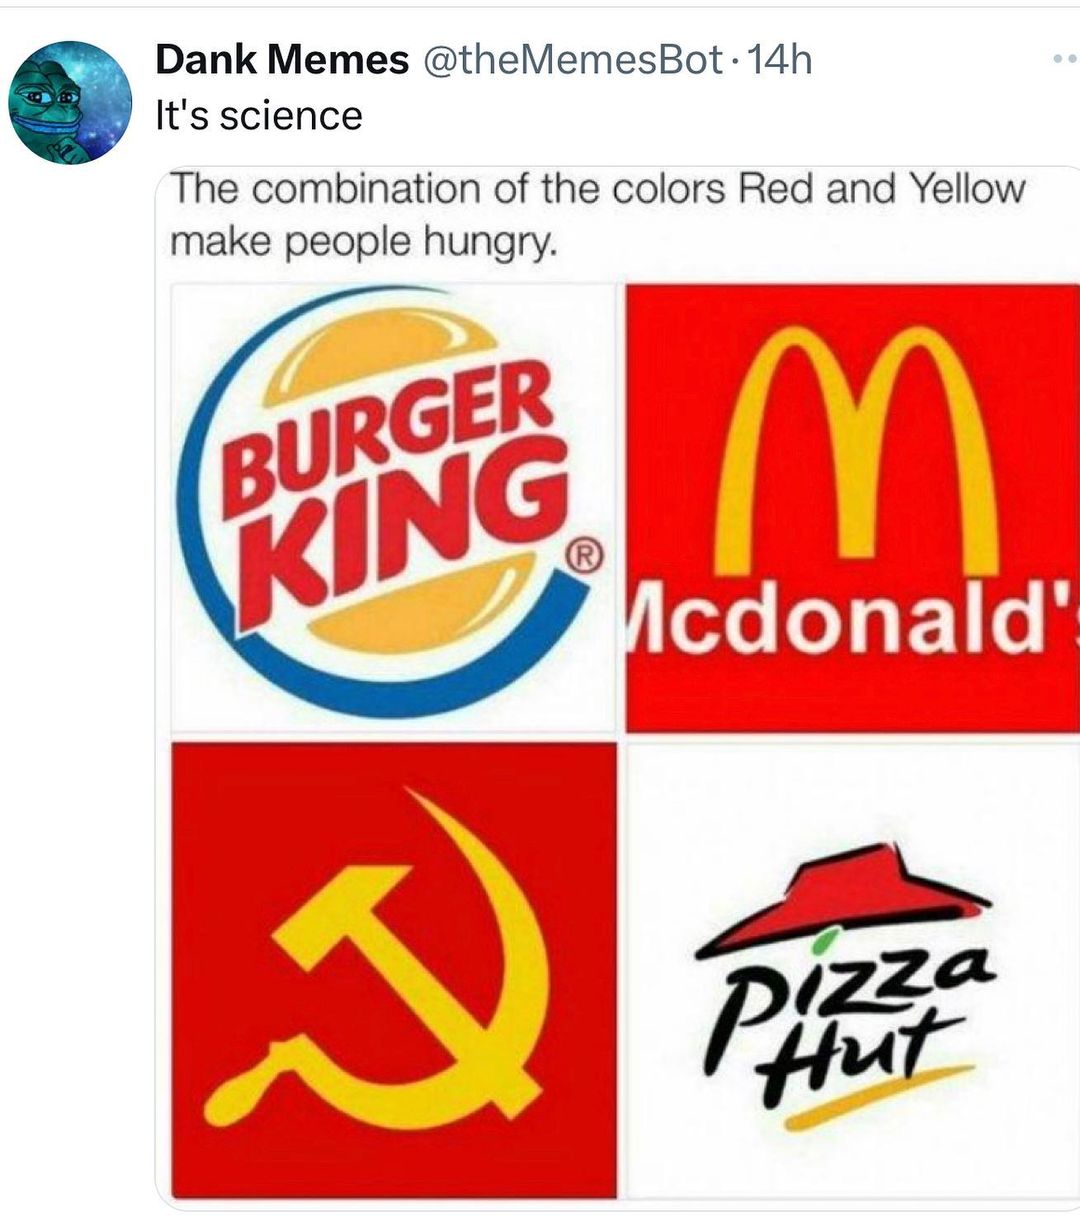 Dank Memes @theMemesBot · 14h
It's science
The combination of the colors Red and Yellow
make people hungry.
BURGER
KING
®
Mcdonald's
Pizza
Hut